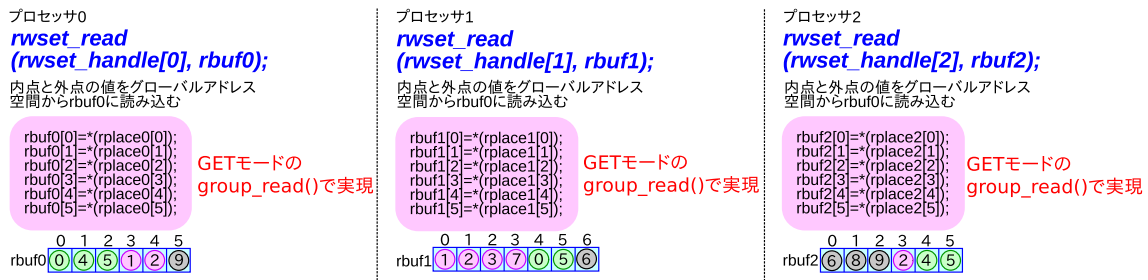 プロセッサ0
rwset_read
(rwset_handle[0], rbuf0);
内点と外点の値をグローバルアドレス
空間からrbuf0に読み込む
rbuf0[0]=*(rplace0[0]);
rbuf0[1]=*(rplace0[1]);
rbuf0[2]=*(rplace0[2]);
rbuf0[3]=*(rplace0[3]);
rbuf0[4]=*(rplace0[4]);
rbuf0[5]=*(rplace0[5]);
GETモードの
group_read()で実現
0 1 2 3 4 5
rbuf0 0 4 5 1 2 9
プロセッサ1
rwset_read
(rwset_handle[1], rbuf1);
内点と外点の値をグローバルアドレス
空間からrbuf0に読み込む
rbuf1[0]=*(rplace1[0]);
rbuf1[1]=*(rplace1[1]);
rbuf1[2]=*(rplace1[2]);
rbuf1[3]=*(rplace1[3]);
rbuf1[4]=*(rplace1[4]);
rbuf1[5]=*(rplace1[5]);
GETモードの
group_read()で実現
0 1 2 3 4 5 6
rbuf1 1 2 3 7 0 5 6
プロセッサ2
rwset_read
(rwset_handle[2], rbuf2);
内点と外点の値をグローバルアドレス
空間からrbuf0に読み込む
rbuf2[0]=*(rplace2[0]);
rbuf2[1]=*(rplace2[1]);
rbuf2[2]=*(rplace2[2]);
rbuf2[3]=*(rplace2[3]);
rbuf2[4]=*(rplace2[4]);
rbuf2[5]=*(rplace2[5]);
GETモードの
group_read()で実現
0 1 2 3 4 5
rbuf2 6 8 9 2 4 5